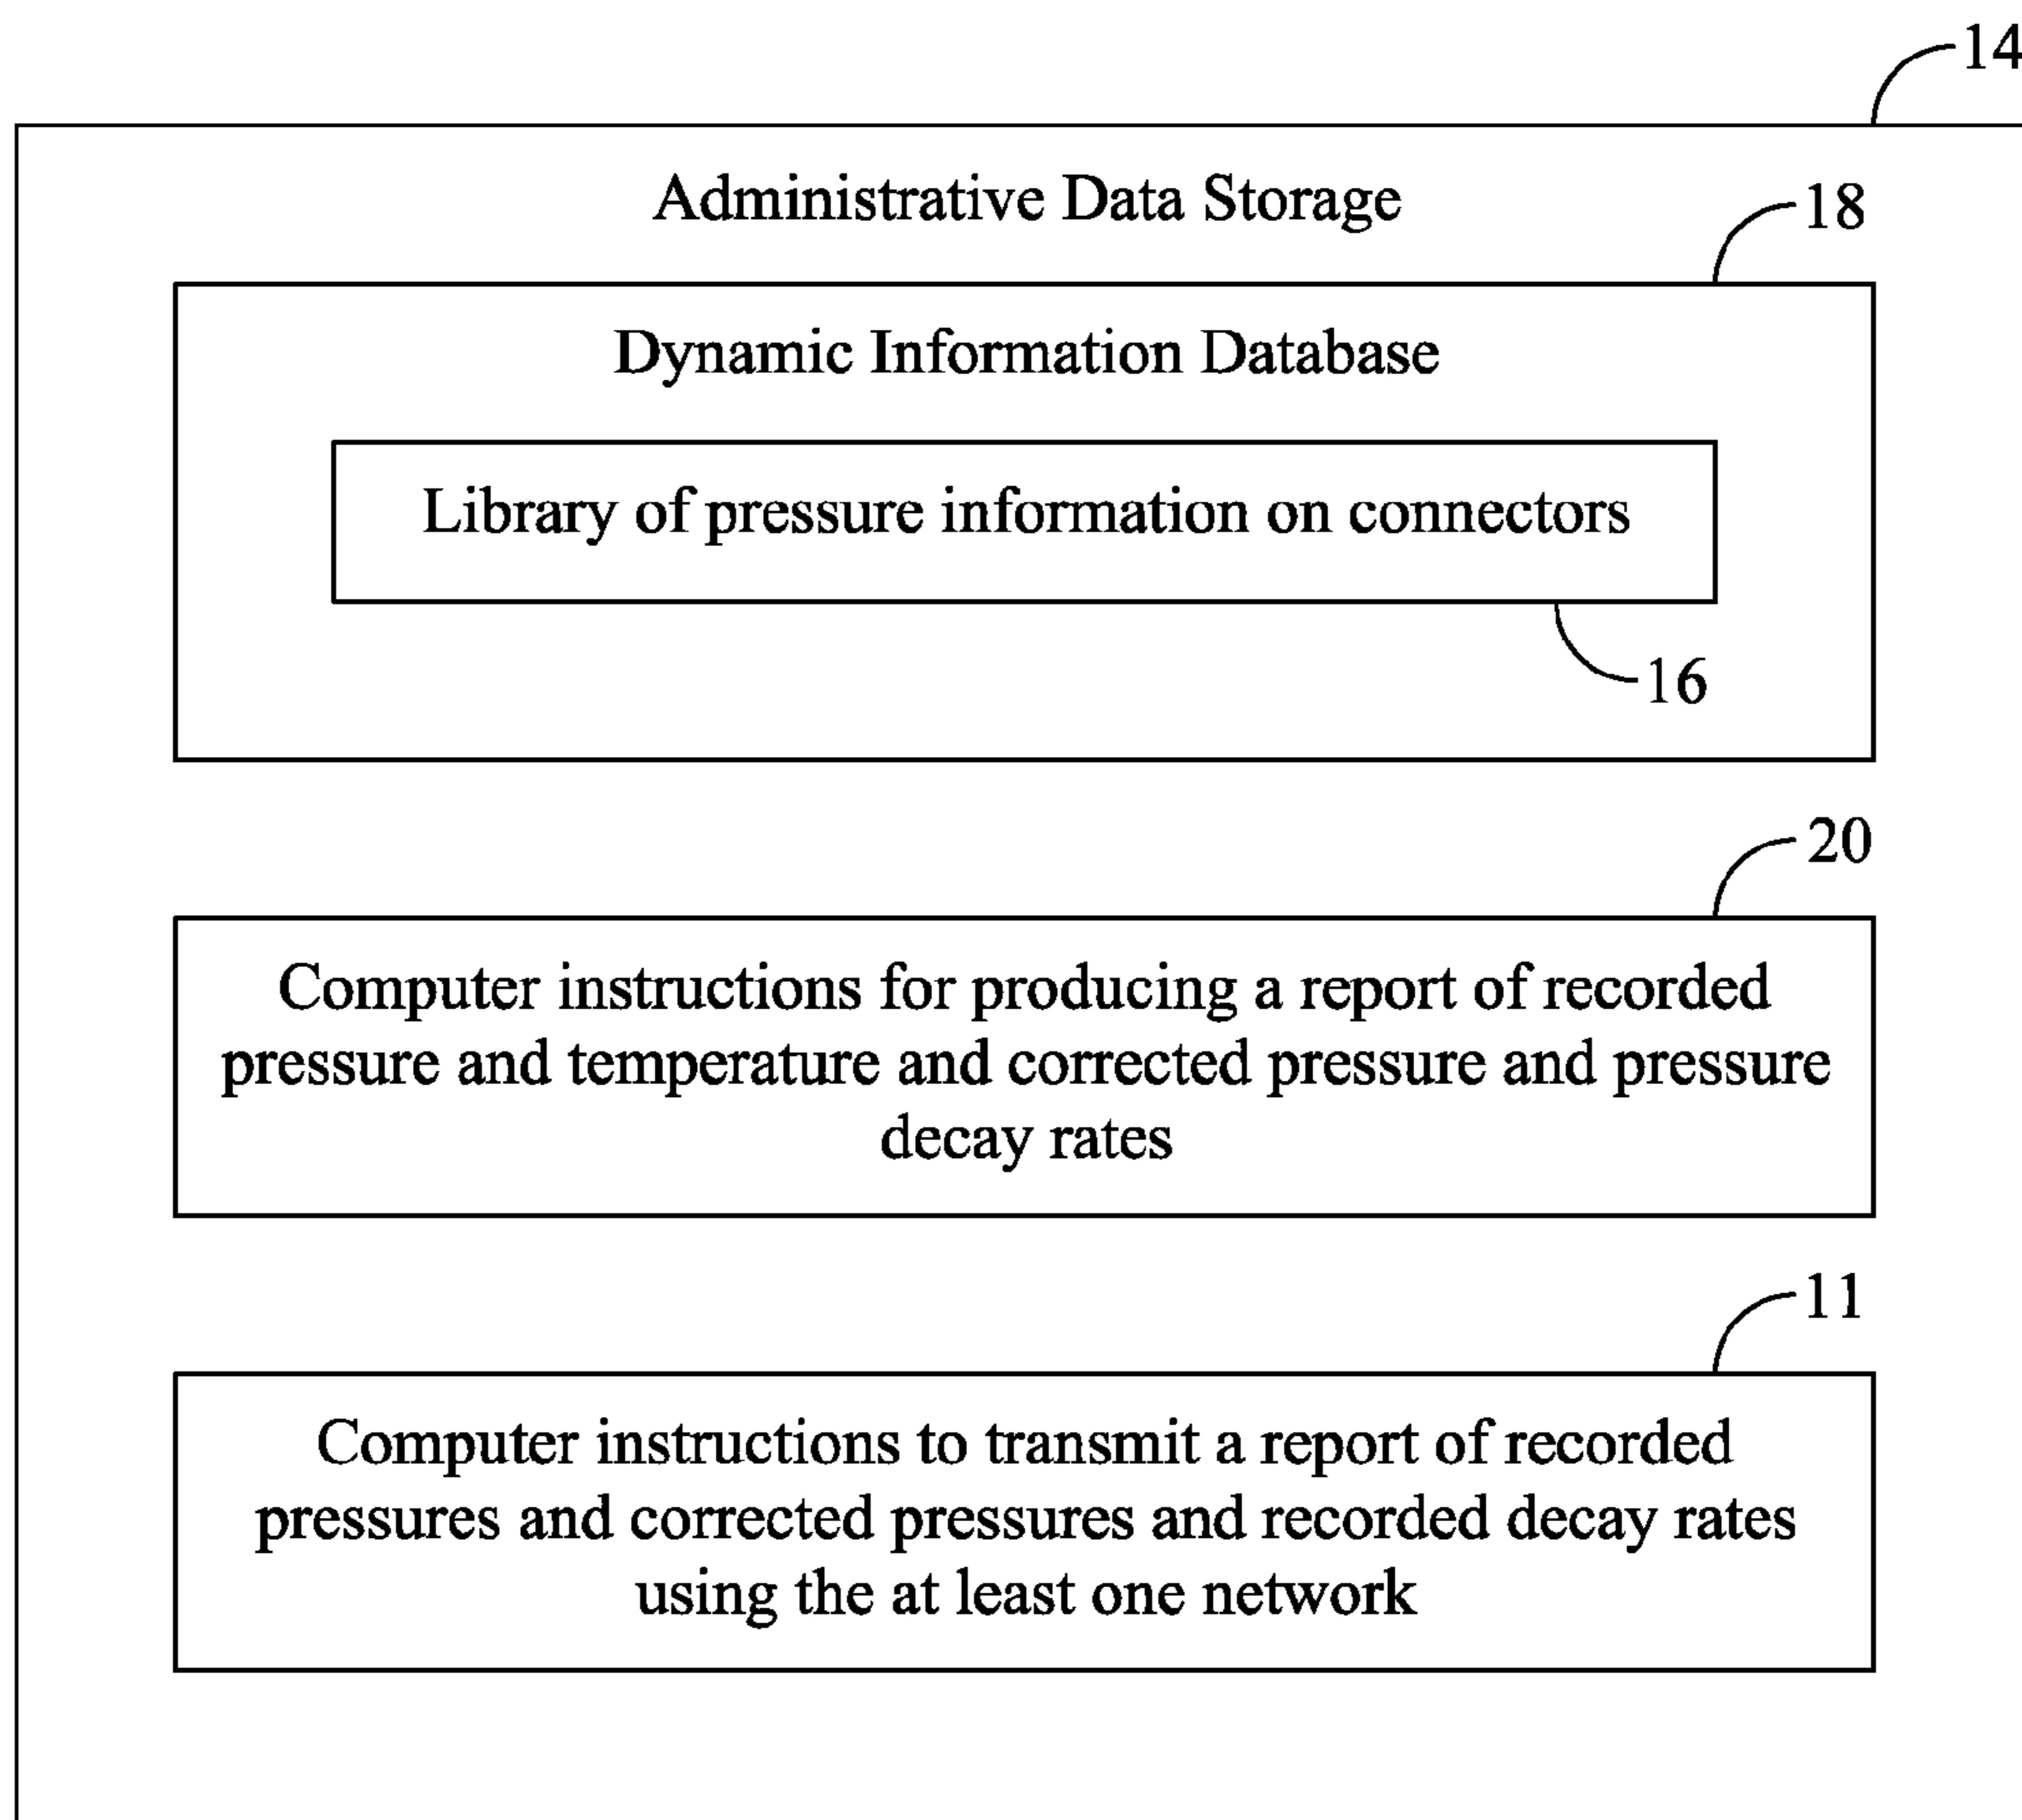 14
Administrative Data Storage
18
Dynamic Information Database
Library of pressure information on connectors
16
20
Computer instructions for producing a report of recorded
pressure and temperature and corrected pressure and pressure
decay rates
11
Computer instructions to transmit a report of recorded
pressures and corrected pressures and recorded decay rates
using the at least one network